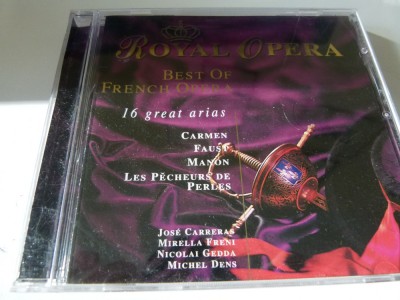 ROYAL OPERA
BEST OF
FRENCH OPERA
16 great arias
CARMEN
FAUST
MANON
LES PÊCHEURS DE
PERLES
JOSÉ CARRERAS
MIRELLA FRENI
NICOLAI GEDDA
MICHEL DENS